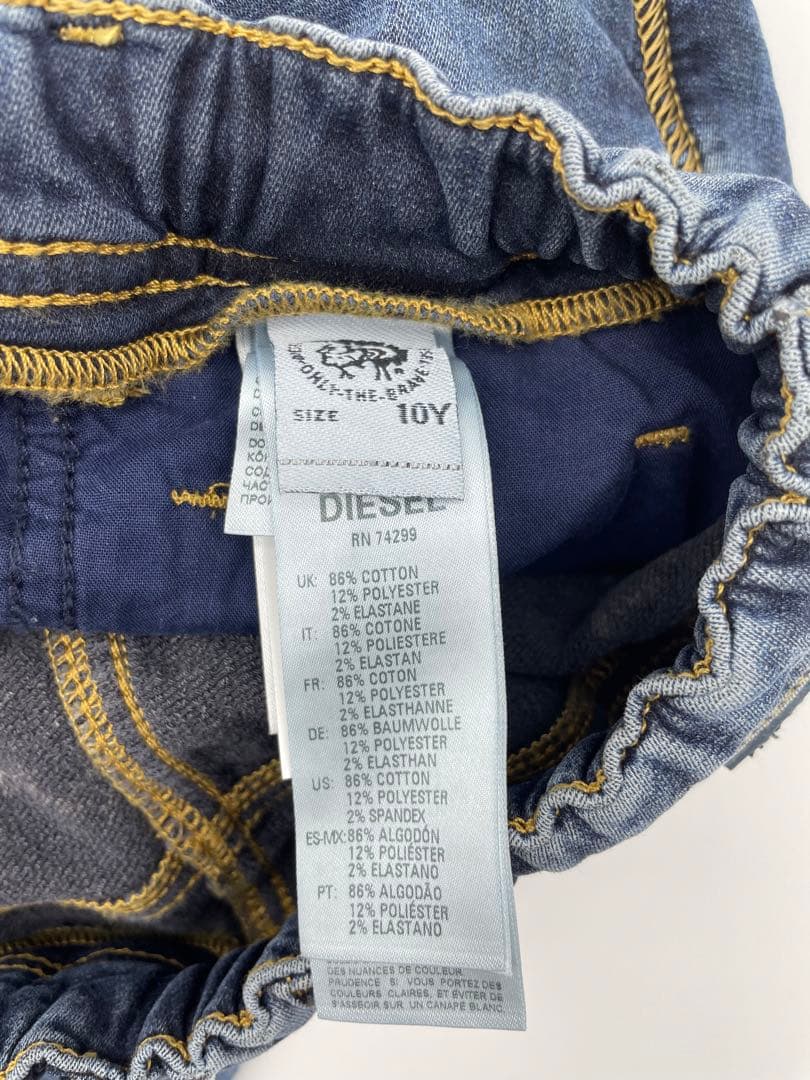 ONLY-THE-BRAVE
SIZE 10Y
DIESEL
RN 74299
UK: 86% COTTON
12% POLYESTER
2% ELASTANE
IT: 86% COTONE
12% POLIESTERE
2% ELASTAN
FR: 86% COTON
12% POLYESTER
2% ELASTHANNE
DE: 86% BAUMWOLLE
12% POLYESTER
2% ELASTHAN
US: 86% COTTON
12% POLYESTER
2% SPANDEX
ES-MX: 86% ALGODÓN
12% POLIÉSTER
2% ELASTANO
PT: 86% ALGODÃO
12% POLIÉSTER
2% ELASTANO
DES NUANCES DE COULEUR.
PRUDENCE SI VOUS PORTEZ DES
COULEURS CLAIRES, ET EVITER DE
S'ASSEOIR SUR UN CANAPE BLANC.